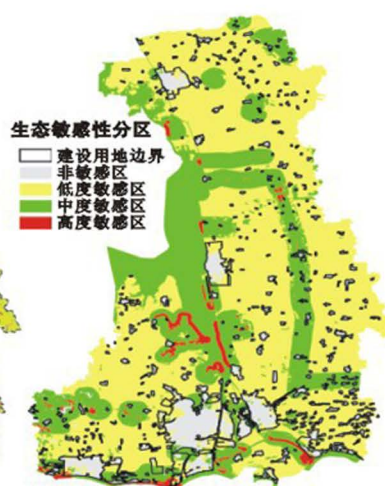 生态敏感性分区
建设用地边界
非敏感区
低度敏感区
中度敏感区
高度敏感区